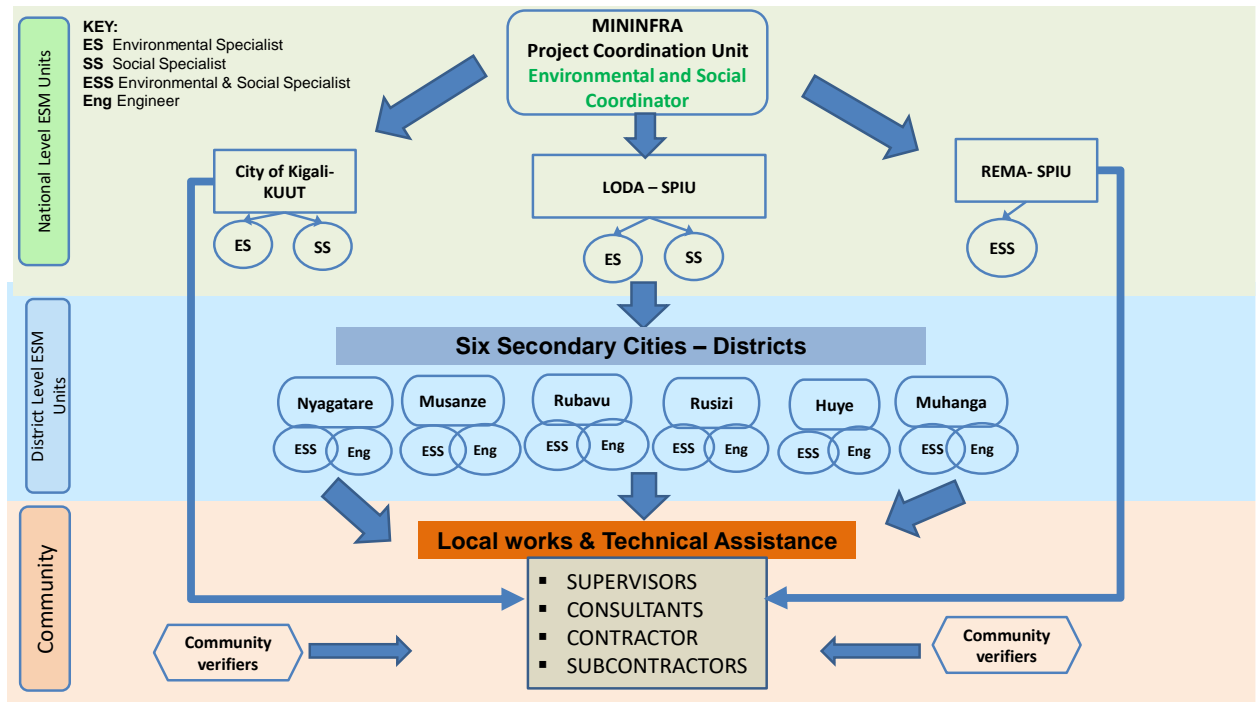 KEY:
ES Environmental Specialist
SS Social Specialist
ESS Environmental & Social Specialist
Eng Engineer
MININFRA
Project Coordination Unit
Environmental and Social
Coordinator
National Level ESM Units
City of Kigali-
KUUT
LODA – SPIU
REMA- SPIU
ES
SS
ES
SS
ESS
District Level ESM
Units
Six Secondary Cities – Districts
Nyagatare
Musanze
Rubavu
Rusizi
Huye
Muhanga
ESS
Eng
ESS
Eng
ESS
Eng
ESS
Eng
ESS
Eng
ESS
Eng
Community
Local works & Technical Assistance
▪ SUPERVISORS
▪ CONSULTANTS
▪ CONTRACTOR
▪ SUBCONTRACTORS
Community
verifiers
Community
verifiers